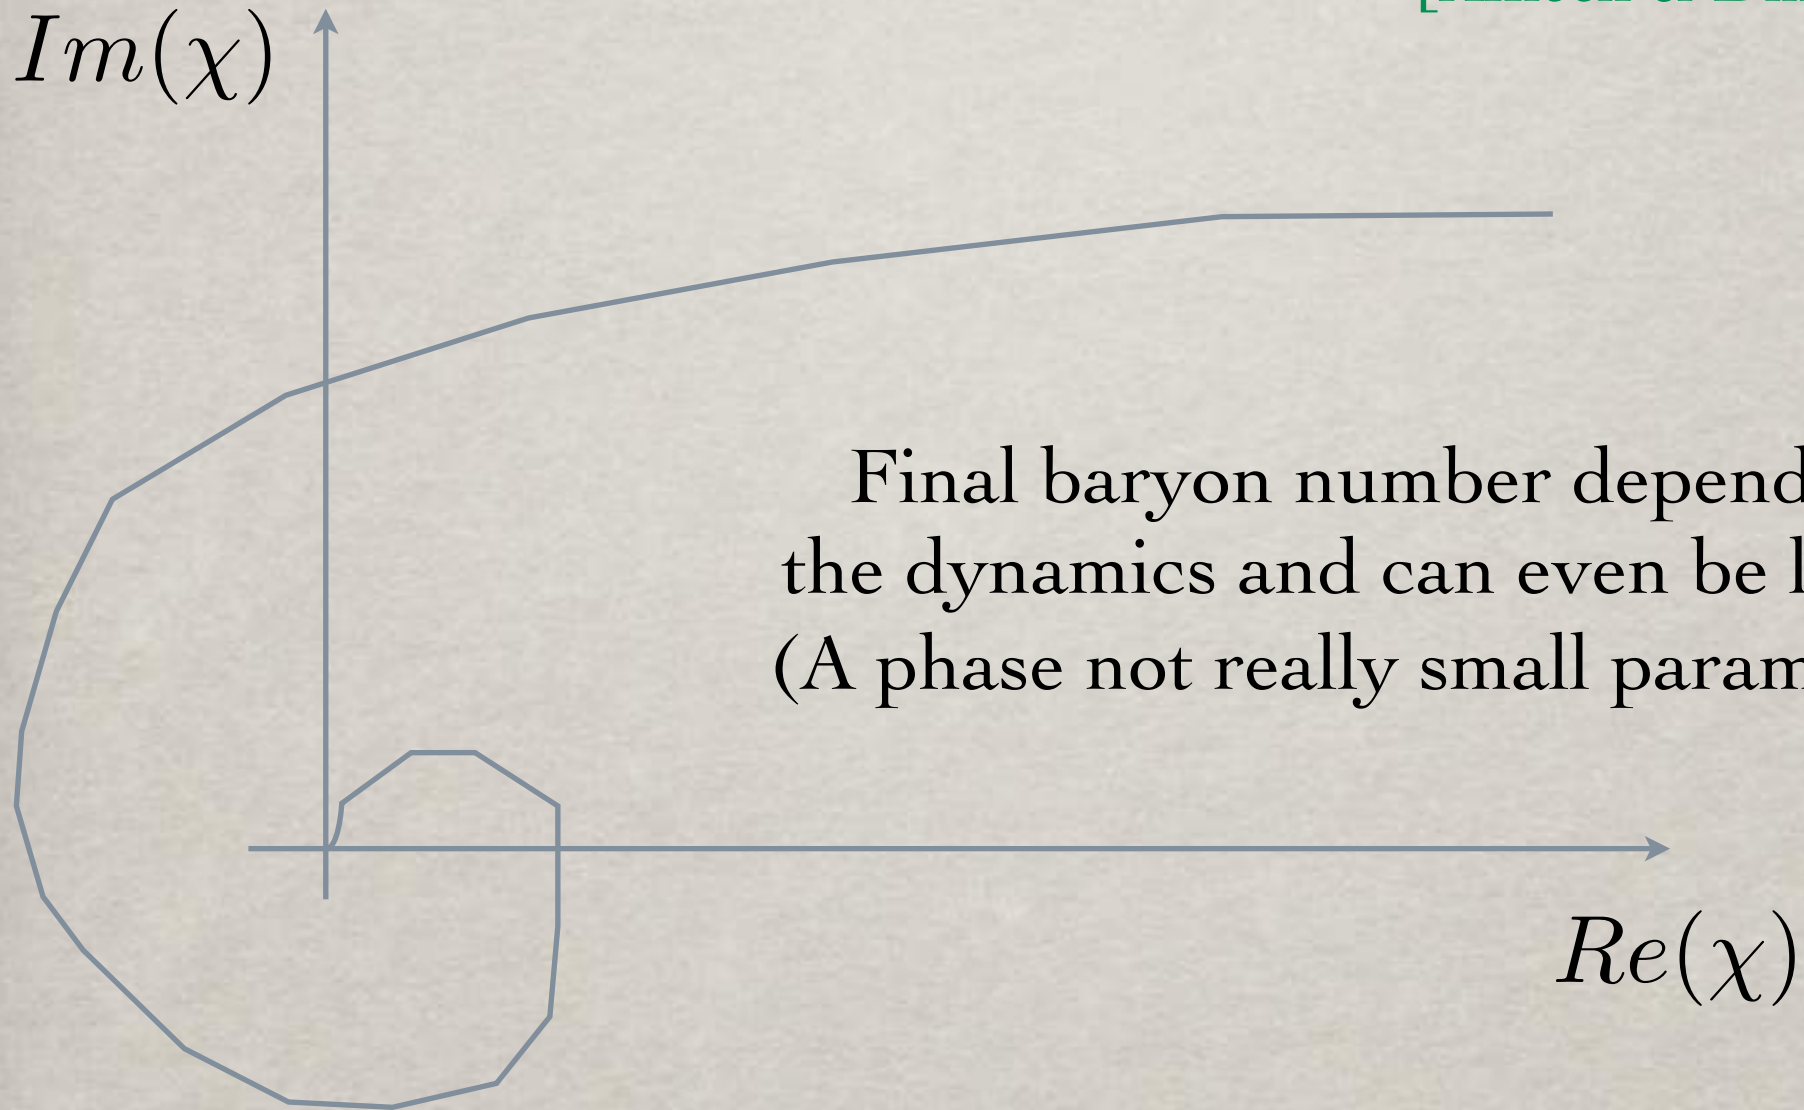 Im(χ)
Final baryon number depend
the dynamics and can even be l
(A phase not really small param
Re(χ)